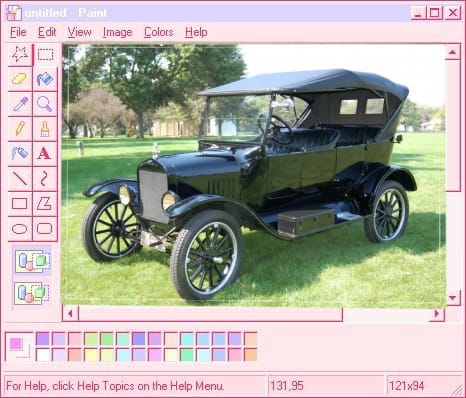 untitled - Paint
File Edit View Image Colors Help
A
For Help, click Help Topics on the Help Menu.
131,95
121x94